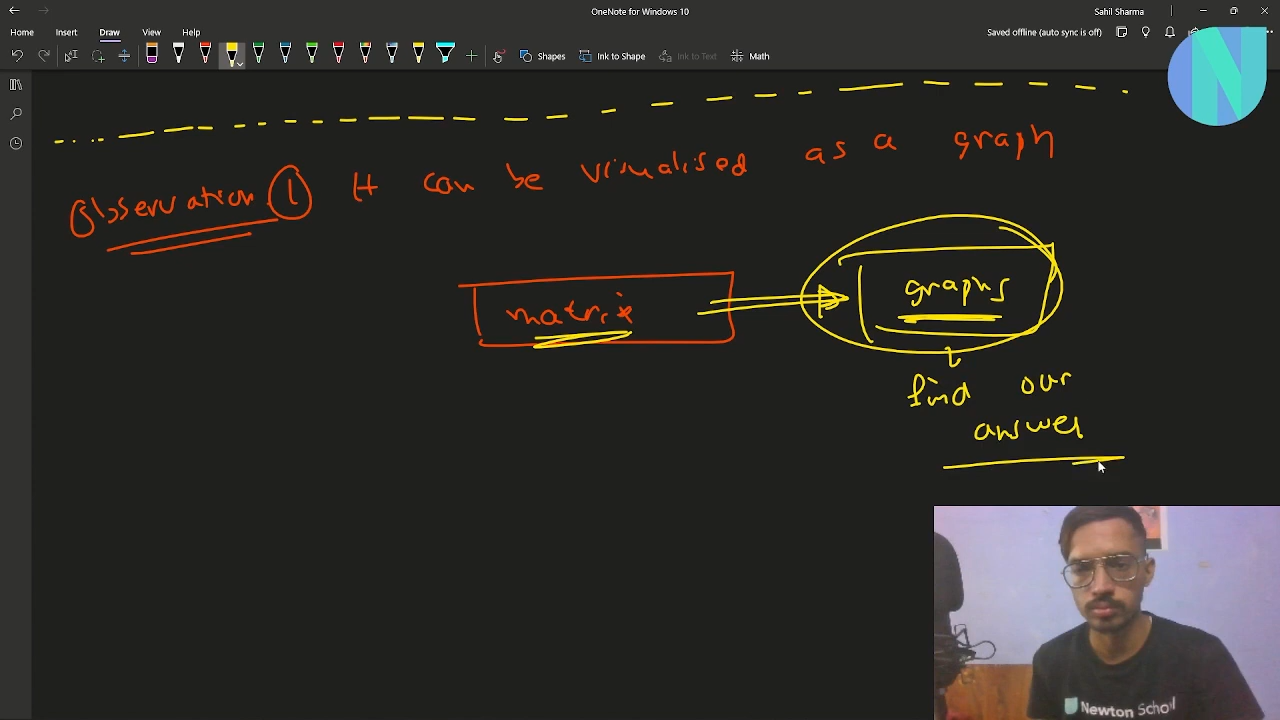 OneNote for Windows 10
Sahil Sharma
Home Insert Draw View Help
Saved offline (auto sync is off)
Shapes Ink to Shape Ink to Text Math
Observation 1 It can be visualised as a graph
matrix
graphs
find our
answer
Newton School